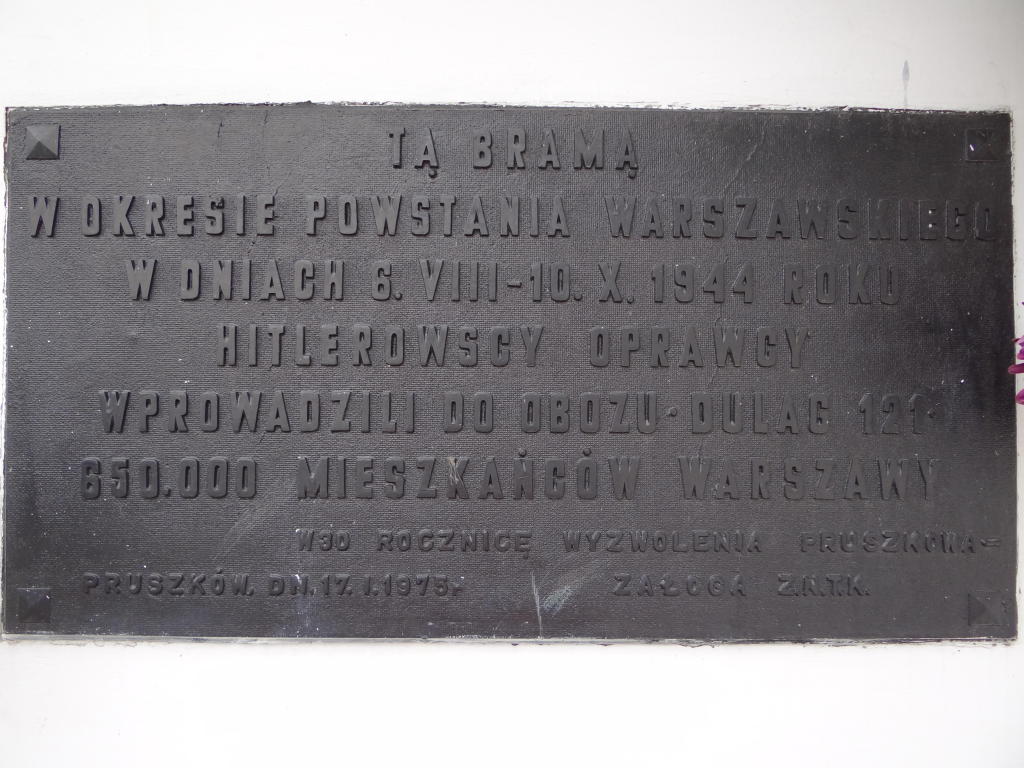 TĄ BRAMĄ
W OKRESIE POWSTANIA WARSZAWSKIEGO
W DNIACH 6. VIII-10. X. 1944 ROKU
HITLEROWSCY OPRAWCY
WPROWADZILI DO OBOZU·DULAG 121·
650.000 MIESZKAŃCÓW WARSZAWY
W 30 ROCZNICĘ WYZWOLENIA PRUSZKOWA-
PRUSZKÓW. DN. 17. I. 1975r. ZAŁOGA Z.N.T.K.